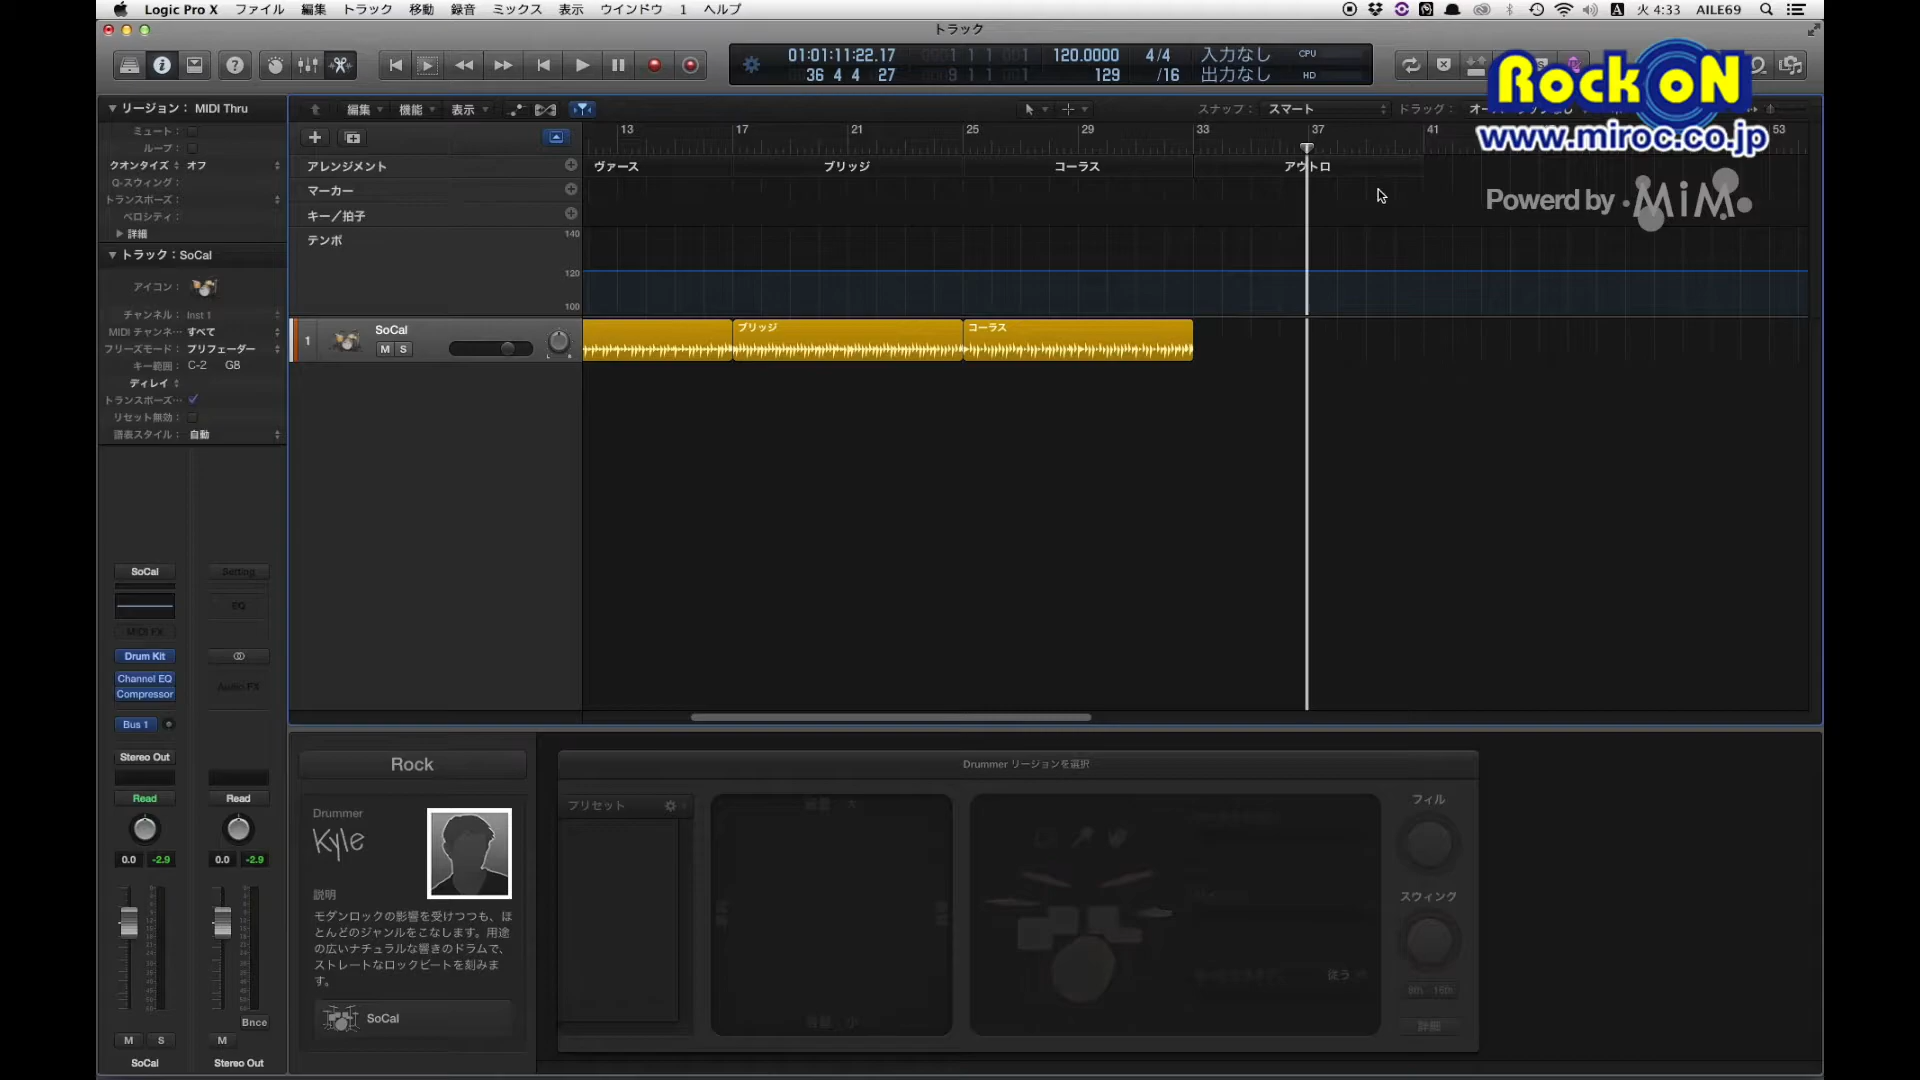 Logic Pro X ファイル 編集 トラック 移動 録音 ミックス 表示 ウインドウ 1 ヘルプ
A 火 4:33 AILE69
トラック
01:01:11:22.17 120.0000 4/4 入力なし CPU
36 4 4 27 129 /16 出力なし HD
Rock oN
www.miroc.co.jp
Powerd by MiM
リージョン： MIDI Thru
ミュート：
ループ：
クオンタイズ オフ
Q-スウィング：
トランスポーズ：
ベロシティ：
詳細
トラック：SoCal
アイコン：
チャンネル： Inst 1
MIDI チャンネ… すべて
フリーズモード： プリフェーダー
キー範囲： C-2 G8
ディレイ
トランスポーズ…
リセット無効：
譜表スタイル： 自動
編集 機能 表示
スナップ： スマート ドラッグ：
13 17 21 25 29 33 37 41 53
アレンジメント ヴァース ブリッジ コーラス アウトロ
マーカー
キー／拍子
テンポ
140
120
100
1 SoCal
M S
ブリッジ コーラス
SoCal Setting
EQ
MIDI FX
Drum Kit
Channel EQ
Compressor
Audio FX
Bus 1
Stereo Out
Read Read
0.0 -2.9 0.0 -2.9
Bnce
M S M
SoCal Stereo Out
Rock
Drummer
Kyle
説明
モダンロックの影響を受けつつも、ほ
とんどのジャンルをこなします。用途
の広いナチュラルな響きのドラムで、
ストレートなロックビートを刻みま
す。
SoCal
Drummer リージョンを選択
プリセット
フィル
スウィング
従う
8th 16th
詳細